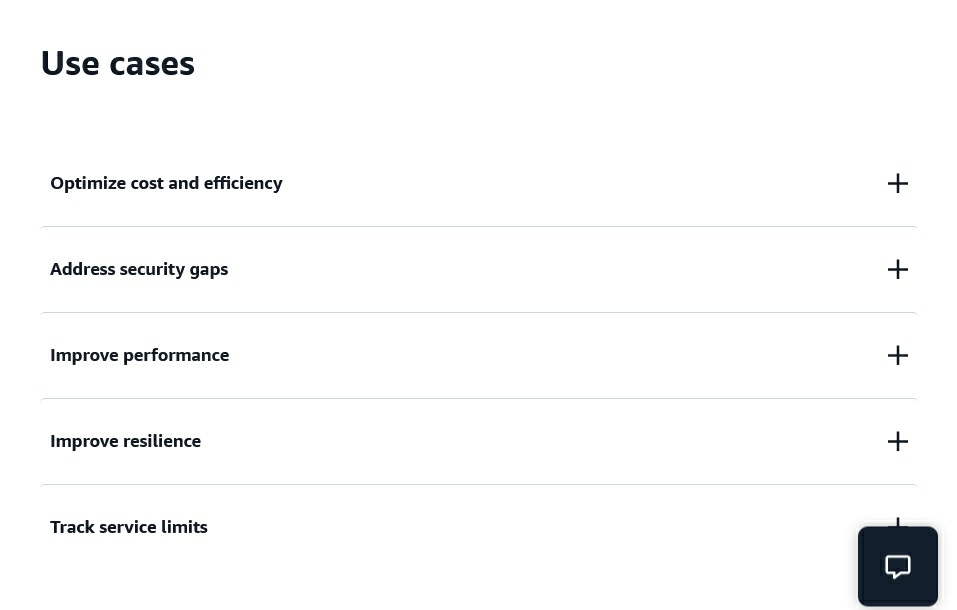 Use cases
Optimize cost and efficiency
Address security gaps
Improve performance
Improve resilience
Track service limits